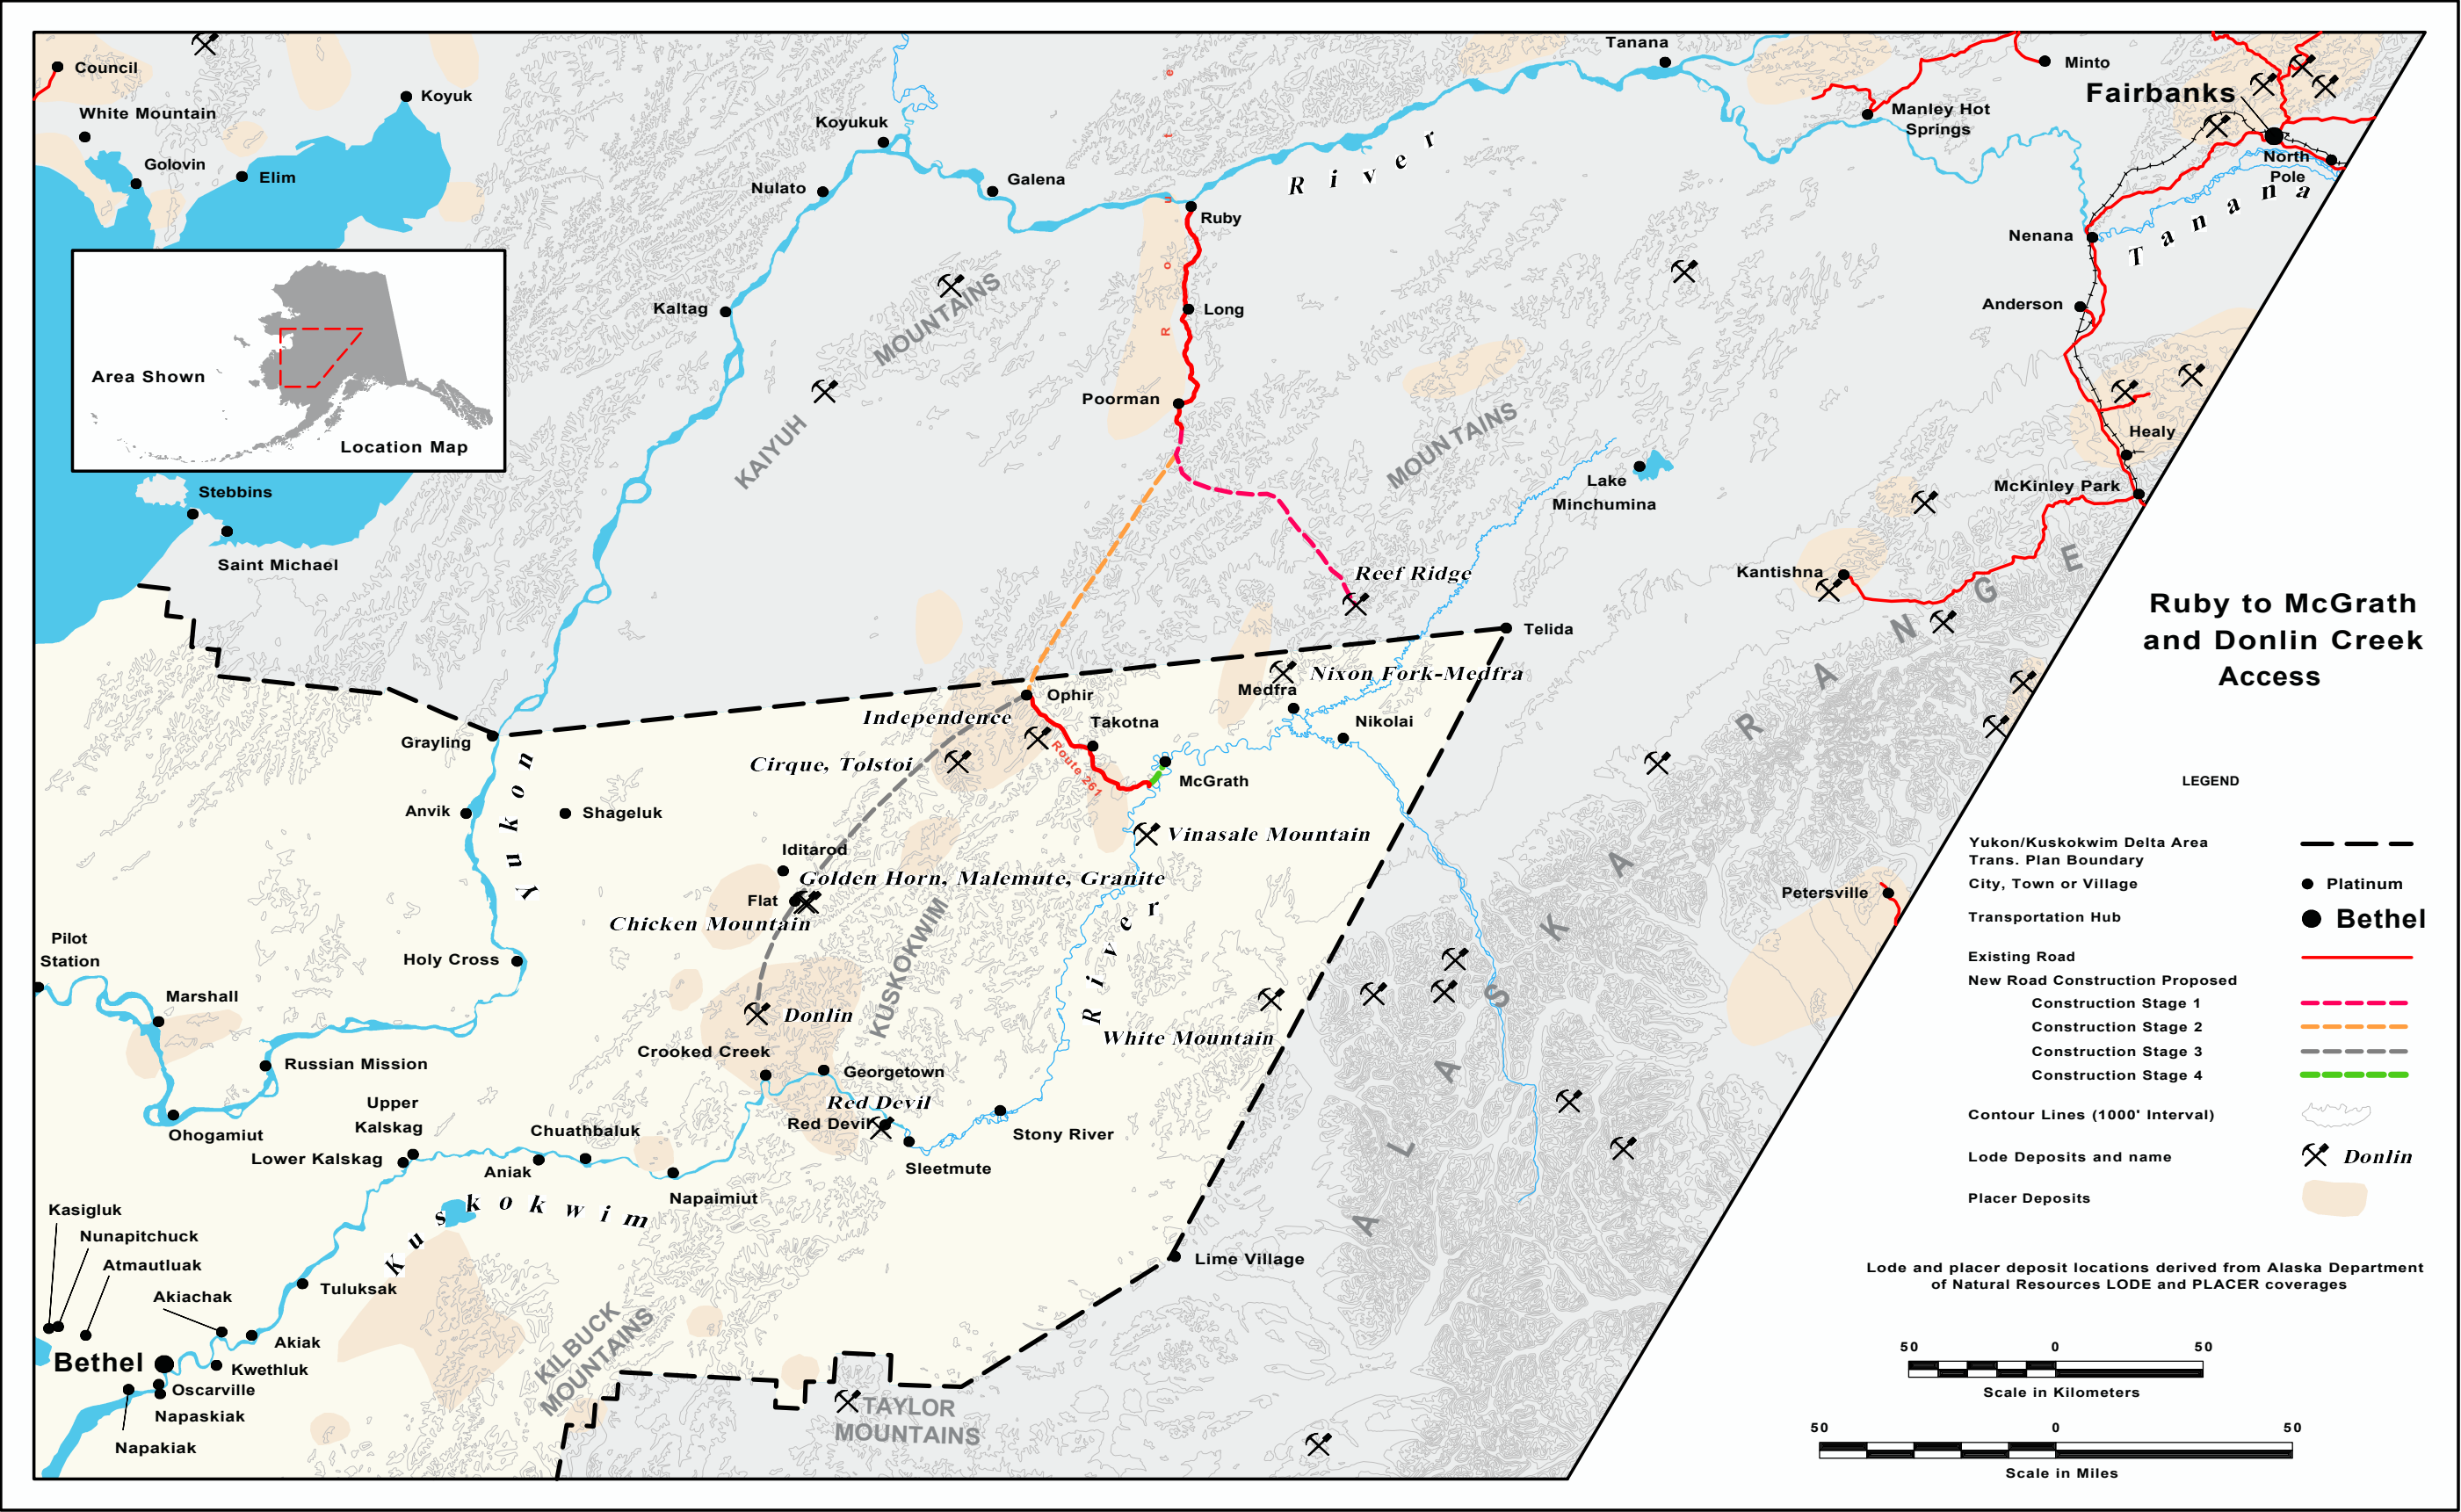 Council
White Mountain
Golovin
Elim
Koyuk
Koyukuk
Nulato
Galena
Kaltag
Route
Ruby
Long
Poorman
River
Tanana
Minto
Manley Hot
Springs
Fairbanks
North
Pole
Tanana
Nenana
Anderson
Healy
McKinley Park
Kantishna
Lake
Minchumina
KAIYUH
MOUNTAINS
MOUNTAINS
Area Shown
Location Map
Stebbins
Saint Michael
Reef Ridge
Telida
Nixon Fork-Medfra
Medfra
Nikolai
Ophir
Independence
Takotna
Cirque, Tolstoi
Route 261
McGrath
Vinasale Mountain
Grayling
Anvik
Shageluk
Yukon
Iditarod
Golden Horn, Malemute, Granite
Flat
Chicken Mountain
KUSKOKWIM
River
Holy Cross
Donlin
White Mountain
Pilot
Station
Marshall
Russian Mission
Ohogamiut
Crooked Creek
Georgetown
Red Devil
Red Devil
Sleetmute
Stony River
Upper
Kalskag
Lower Kalskag
Chuathbaluk
Aniak
Napaimiut
Kuskokwim
Kasigluk
Nunapitchuck
Atmautluak
Akiachak
Tuluksak
Akiak
Bethel
Kwethluk
Oscarville
Napaskiak
Napakiak
KILBUCK
MOUNTAINS
TAYLOR
MOUNTAINS
Lime Village
ALASKA RANGE
Petersville
Ruby to McGrath
and Donlin Creek
Access
LEGEND
Yukon/Kuskokwim Delta Area
Trans. Plan Boundary
City, Town or Village Platinum
Transportation Hub Bethel
Existing Road
New Road Construction Proposed
Construction Stage 1
Construction Stage 2
Construction Stage 3
Construction Stage 4
Contour Lines (1000' Interval)
Lode Deposits and name Donlin
Placer Deposits
Lode and placer deposit locations derived from Alaska Department
of Natural Resources LODE and PLACER coverages
50 0 50
Scale in Kilometers
50 0 50
Scale in Miles